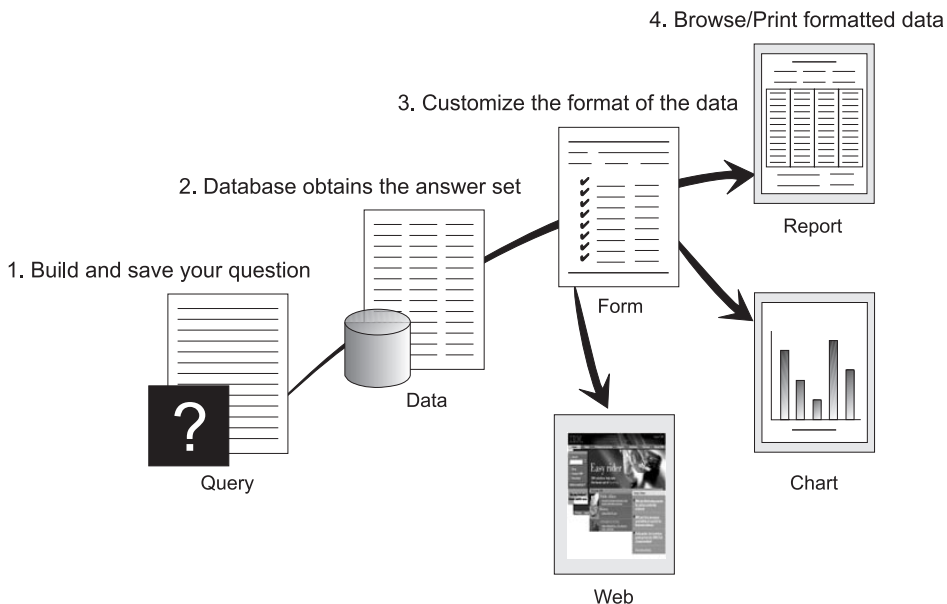 4. Browse/Print formatted data
3. Customize the format of the data
2. Database obtains the answer set
Report
1. Build and save your question
Form
?
Data
Query
Chart
IBM
Easy rider
Web